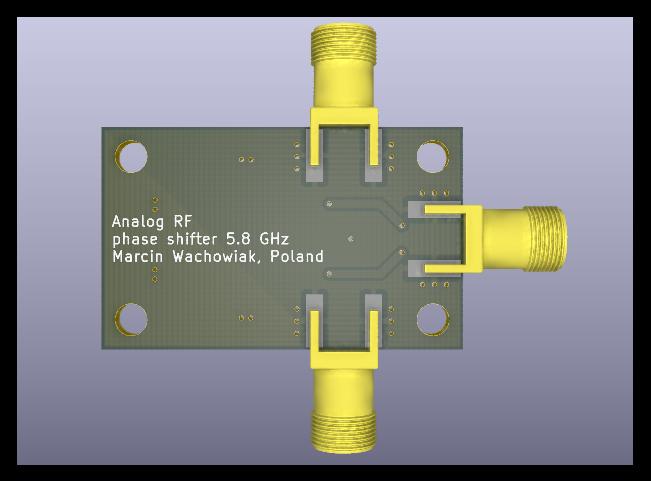 Analog RF
phase shifter 5.8 GHz
Marcin Wachowiak, Poland